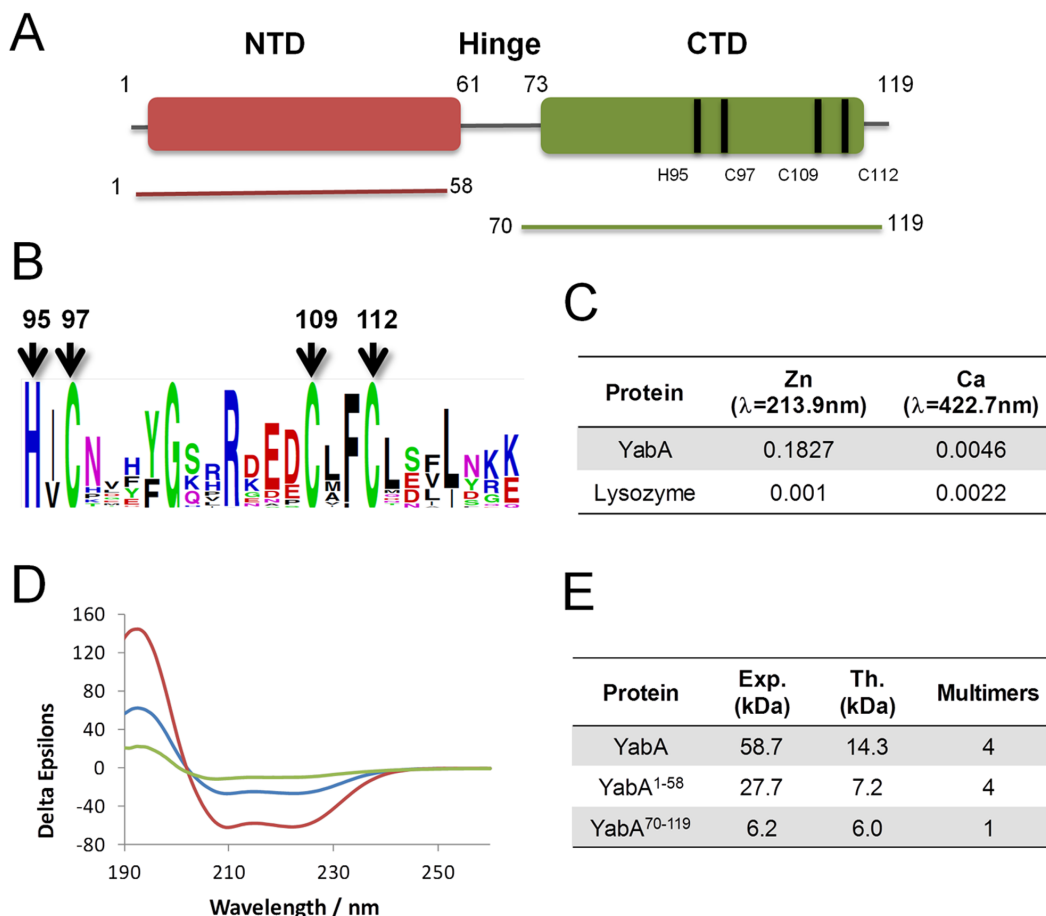 A
NTD Hinge CTD
1 61 73 119
H95 C97 C109 C112
1 58
70 119
B
95 97 109 112
C
Protein Zn (λ=213.9nm) Ca (λ=422.7nm)
YabA 0.1827 0.0046
Lysozyme 0.001 0.0022
D
160
120
80
40
0
-40
-80
190 210 230 250
Delta Epsilons
Wavelength / nm
E
Protein Exp. (kDa) Th. (kDa) Multimers
YabA 58.7 14.3 4
YabA1-58 27.7 7.2 4
YabA70-119 6.2 6.0 1